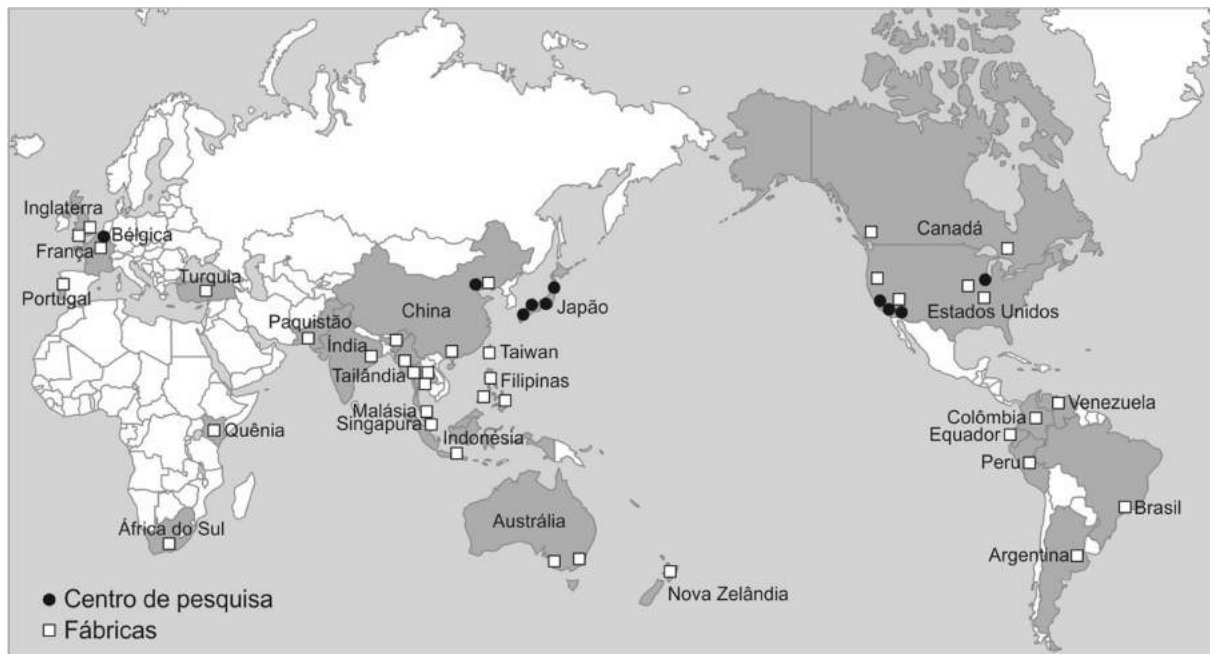 Inglaterra
Bélgica
França
Portugal
Turquia
Paquistão
Índia
China
Japão
Taiwan
Tailândia
Filipinas
Malásia
Singapura
Indonésia
Quênia
África do Sul
Austrália
Nova Zelândia
Canadá
Estados Unidos
Venezuela
Colômbia
Equador
Peru
Brasil
Argentina
Centro de pesquisa
Fábricas